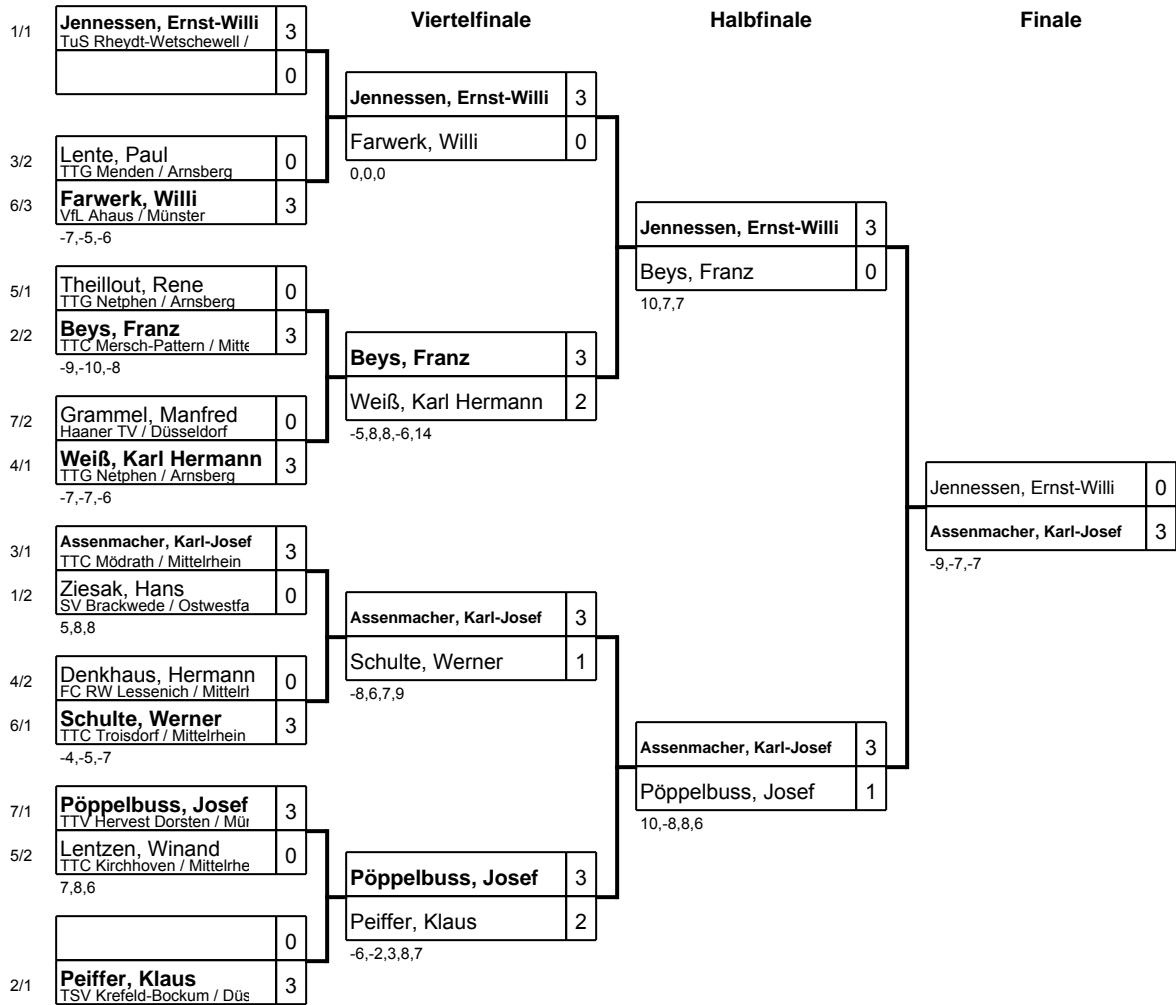 Viertelfinale
Halbfinale
Finale
1/1
Jennessen, Ernst-Willi 3
TuS Rheydt-Wetschewell /
0
3/2
Lente, Paul 0
TTG Menden / Arnsberg
6/3
Farwerk, Willi 3
VfL Ahaus / Münster
-7,-5,-6
5/1
Theillout, Rene 0
TTG Netphen / Arnsberg
2/2
Beys, Franz 3
TTC Mersch-Pattern / Mitte
-9,-10,-8
7/2
Grammel, Manfred 0
Haaner TV / Düsseldorf
4/1
Weiß, Karl Hermann 3
TTG Netphen / Arnsberg
-7,-7,-6
3/1
Assenmacher, Karl-Josef 3
TTC Mödrath / Mittelrhein
1/2
Ziesak, Hans 0
SV Brackwede / Ostwestfa
5,8,8
4/2
Denkhaus, Hermann 0
FC RW Lessenich / Mittelrh
6/1
Schulte, Werner 3
TTC Troisdorf / Mittelrhein
-4,-5,-7
7/1
Pöppelbuss, Josef 3
TTV Hervest Dorsten / Mün
5/2
Lentzen, Winand 0
TTC Kirchhoven / Mittelrhe
7,8,6
0
2/1
Peiffer, Klaus 3
TSV Krefeld-Bockum / Düs
Jennessen, Ernst-Willi 3
Farwerk, Willi 0
0,0,0
Beys, Franz 3
Weiß, Karl Hermann 2
-5,8,8,-6,14
Assenmacher, Karl-Josef 3
Schulte, Werner 1
-8,6,7,9
Pöppelbuss, Josef 3
Peiffer, Klaus 2
-6,-2,3,8,7
Jennessen, Ernst-Willi 3
Beys, Franz 0
10,7,7
Assenmacher, Karl-Josef 3
Pöppelbuss, Josef 1
10,-8,8,6
Jennessen, Ernst-Willi 0
Assenmacher, Karl-Josef 3
-9,-7,-7